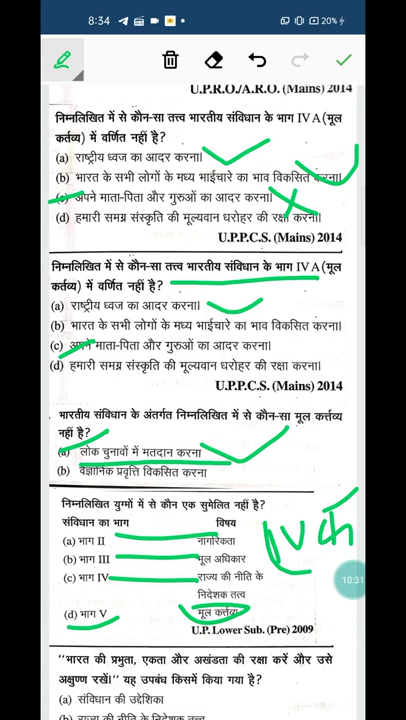 8:34
20%
U.P.R.O./A.R.O. (Mains) 2014
निम्नलिखित में से कौन-सा तत्त्व भारतीय संविधान के भाग IV A (मूल
कर्तव्य) में वर्णित नहीं है?
(a) राष्ट्रीय ध्वज का आदर करना।
(b) भारत के सभी लोगों के मध्य भाईचारे का भाव विकसित करना।
(c) अपने माता-पिता और गुरुओं का आदर करना।
(d) हमारी समग्र संस्कृति की मूल्यवान धरोहर की रक्षा करना।
U.P.P.C.S. (Mains) 2014
निम्नलिखित में से कौन-सा तत्त्व भारतीय संविधान के भाग IV A (मूल
कर्तव्य) में वर्णित नहीं है?
(a) राष्ट्रीय ध्वज का आदर करना।
(b) भारत के सभी लोगों के मध्य भाईचारे का भाव विकसित करना।
(c) अपने माता-पिता और गुरुओं का आदर करना।
(d) हमारी समग्र संस्कृति की मूल्यवान धरोहर की रक्षा करना।
U.P.P.C.S. (Mains) 2014
भारतीय संविधान के अंतर्गत निम्नलिखित में से कौन-सा मूल कर्त्तव्य
नहीं है?
(a) लोक चुनावों में मतदान करना
(b) वैज्ञानिक प्रवृत्ति विकसित करना
निम्नलिखित युग्मों में से कौन एक सुमेलित नहीं है?
संविधान का भाग विषय
(a) भाग II नागरिकता
(b) भाग III मूल अधिकार
(c) भाग IV राज्य की नीति के
निदेशक तत्व
(d) भाग V मूल कर्त्तव्य
IV क
10:31
U.P. Lower Sub. (Pre) 2009
"भारत की प्रभुता, एकता और अखंडता की रक्षा करें और उसे
अक्षुण्ण रखें।" यह उपबंध किसमें किया गया है?
(a) संविधान की उद्देशिका
(b) राज्य की नीति के निदेशक तत्त्व